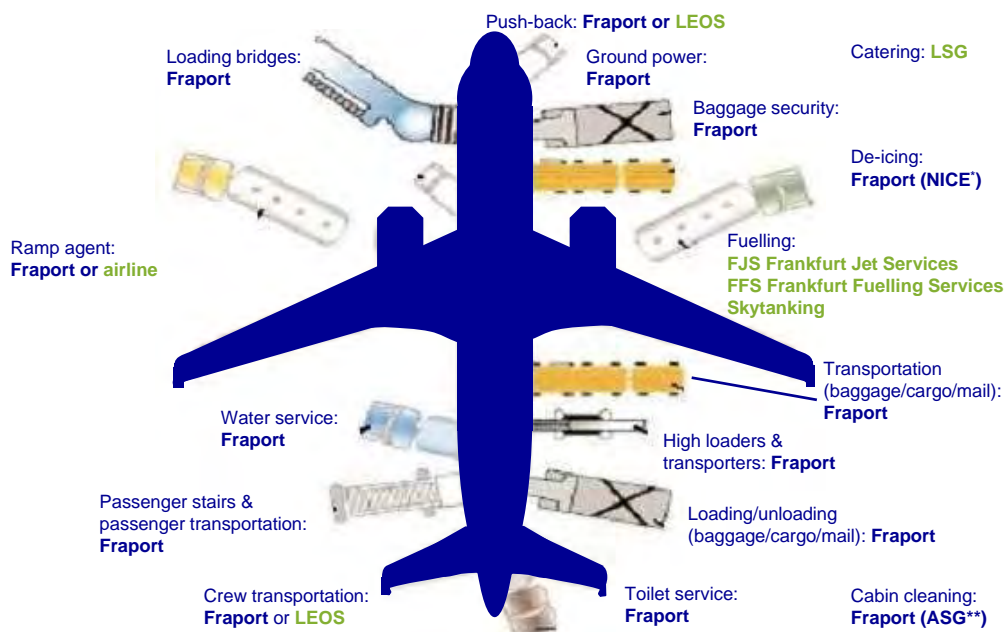 Push-back: Fraport or LEOS
Loading bridges:
Fraport
Ground power:
Fraport
Catering: LSG
Baggage security:
Fraport
De-icing:
Fraport (NICE*)
Ramp agent:
Fraport or airline
Fuelling:
FJS Frankfurt Jet Services
FFS Frankfurt Fuelling Services
Skytanking
Transportation
(baggage/cargo/mail):
Fraport
Water service:
Fraport
High loaders &
transporters: Fraport
Passenger stairs &
passenger transportation:
Fraport
Loading/unloading
(baggage/cargo/mail): Fraport
Crew transportation:
Fraport or LEOS
Toilet service:
Fraport
Cabin cleaning:
Fraport (ASG**)